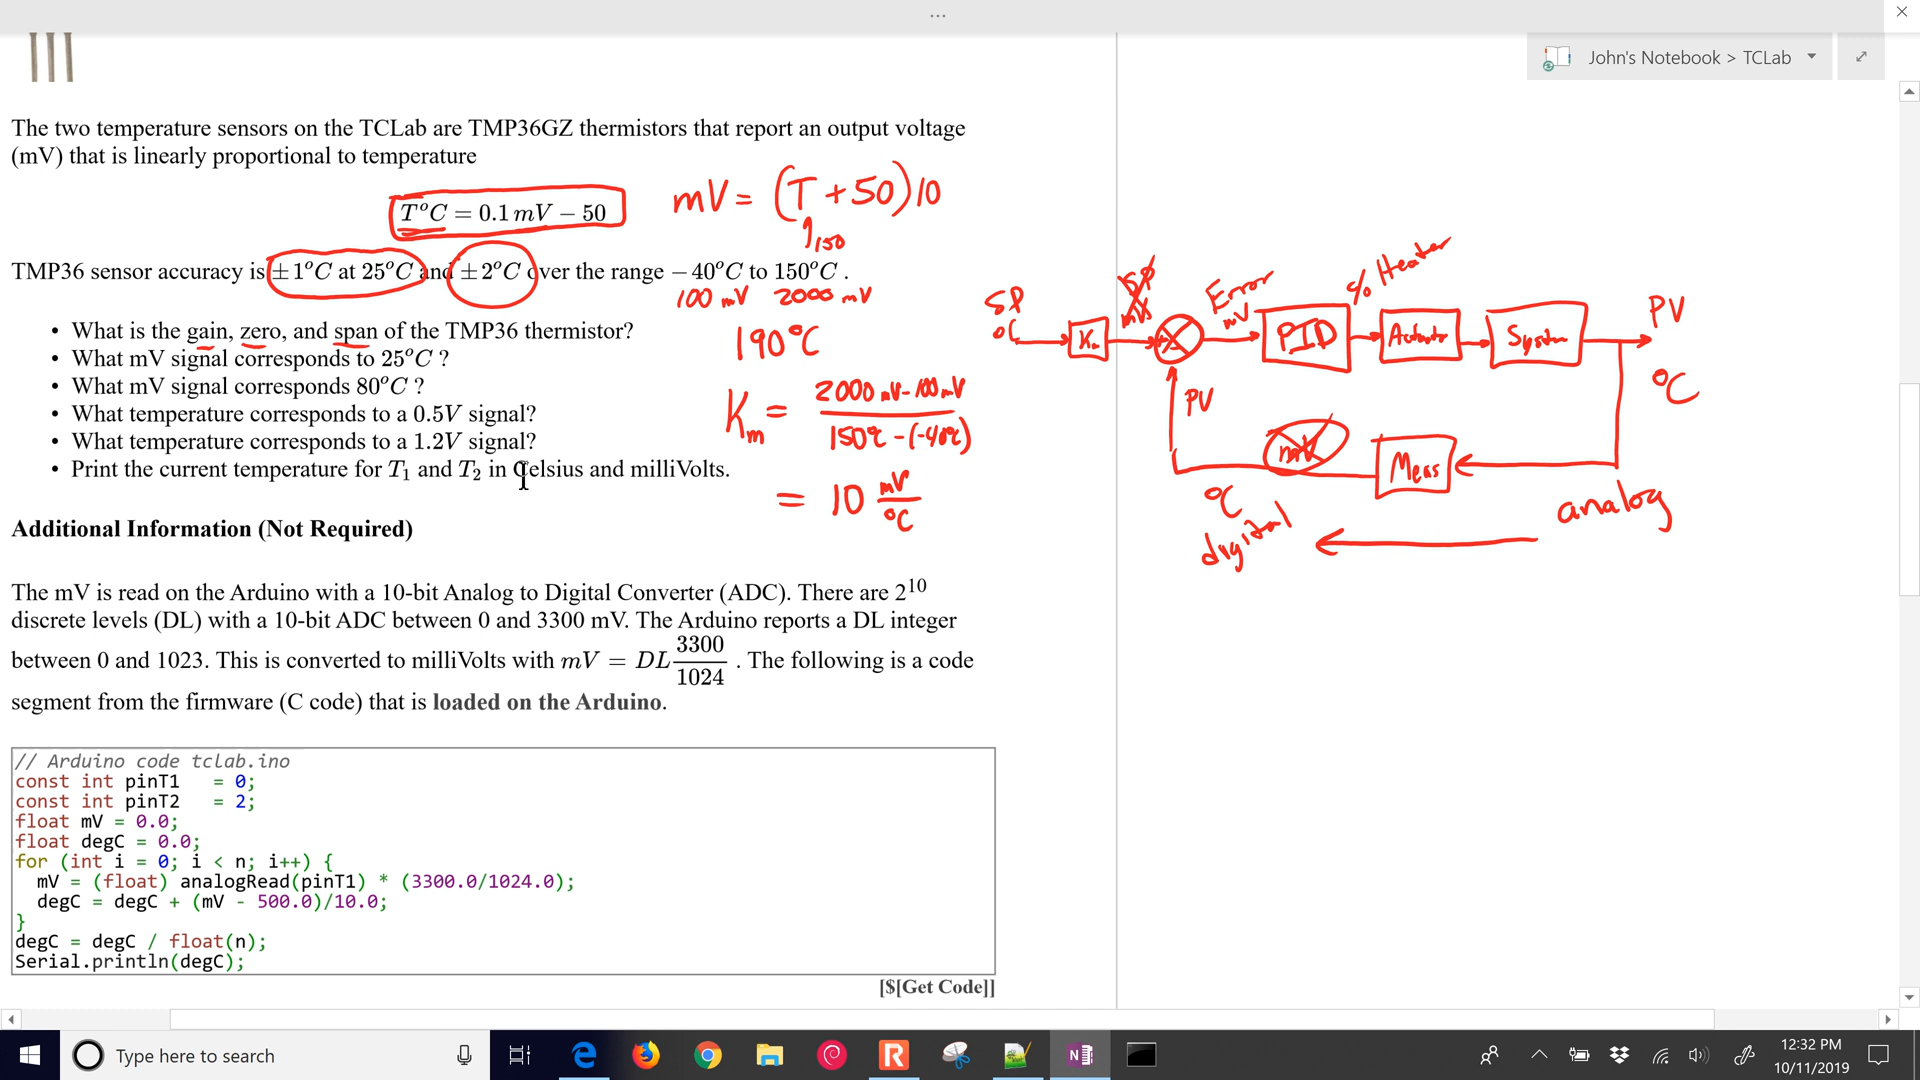 John's Notebook > TCLab
The two temperature sensors on the TCLab are TMP36GZ thermistors that report an output voltage
(mV) that is linearly proportional to temperature
T°C = 0.1 mV − 50
mV = (T + 50)10
150
TMP36 sensor accuracy is ±1°C at 25°C and ±2°C over the range − 40°C to 150°C .
100 mV 2000 mV
• What is the gain, zero, and span of the TMP36 thermistor?
190°C
• What mV signal corresponds to 25°C ?
• What mV signal corresponds 80°C ?
• What temperature corresponds to a 0.5V signal?
• What temperature corresponds to a 1.2V signal?
• Print the current temperature for T1 and T2 in Celsius and milliVolts.
Km = 2000 mV - 100 mV
150°C - (-40°C)
= 10 mV
°C
SP
°C
Km
SP
mV
Error
mV
PID
% Heater
Actuator
System
PV
°C
PV
mV
Meas
°C
digital
analog
Additional Information (Not Required)
The mV is read on the Arduino with a 10-bit Analog to Digital Converter (ADC). There are 2^10
discrete levels (DL) with a 10-bit ADC between 0 and 3300 mV. The Arduino reports a DL integer
between 0 and 1023. This is converted to milliVolts with mV = DL 3300/1024 . The following is a code
segment from the firmware (C code) that is loaded on the Arduino.
// Arduino code tclab.ino
const int pinT1   = 0;
const int pinT2   = 2;
float mV = 0.0;
float degC = 0.0;
for (int i = 0; i < n; i++) {
  mV = (float) analogRead(pinT1) * (3300.0/1024.0);
  degC = degC + (mV - 500.0)/10.0;
}
degC = degC / float(n);
Serial.println(degC);
[$[Get Code]]
Type here to search
12:32 PM
10/11/2019